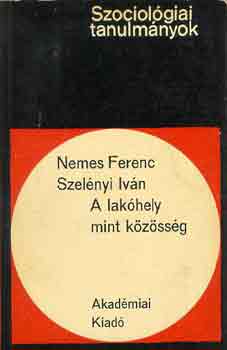 Szociológiai
tanulmányok
Nemes Ferenc
Szelényi Iván
A lakóhely
mint közösség
Akadémiai
Kiadó